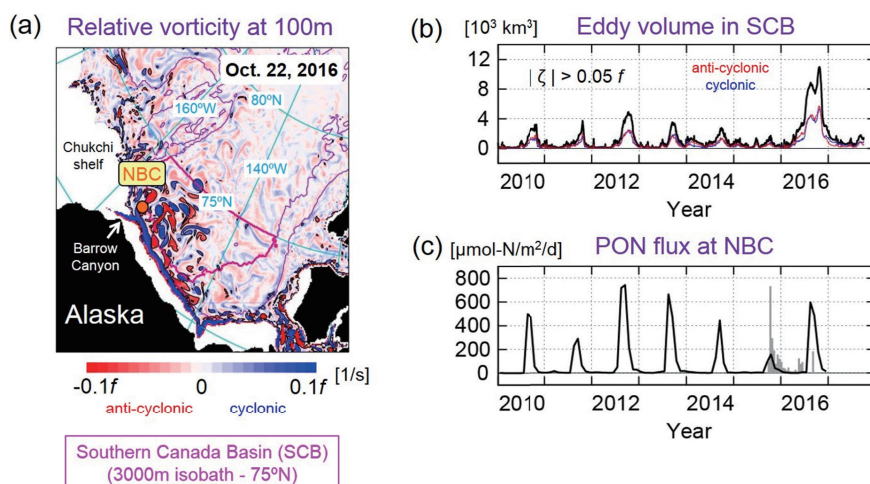 (a) Relative vorticity at 100m
Oct. 22, 2016
160ºW
80ºN
Chukchi
shelf
NBC
140ºW
75ºN
Barrow
Canyon
Alaska
-0.1f 0 0.1f [1/s]
anti-cyclonic cyclonic
Southern Canada Basin (SCB)
(3000m isobath - 75ºN)
(b) [10³ km³] Eddy volume in SCB
12
8
4
0
| ζ | > 0.05 f
anti-cyclonic
cyclonic
2010 2012 2014 2016
Year
(c) [μmol-N/m²/d] PON flux at NBC
800
600
400
200
0
2010 2012 2014 2016
Year